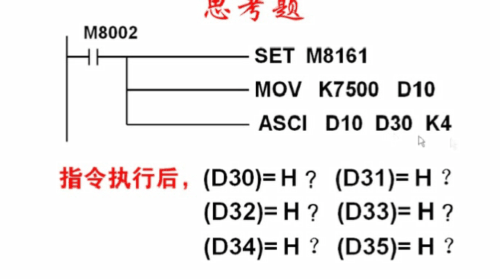 思考题
M8002
SET M8161
MOV K7500 D10
ASCI D10 D30 K4
指令执行后, (D30)= H ? (D31)= H ?
(D32)= H ? (D33)= H ?
(D34)= H ? (D35)= H ?